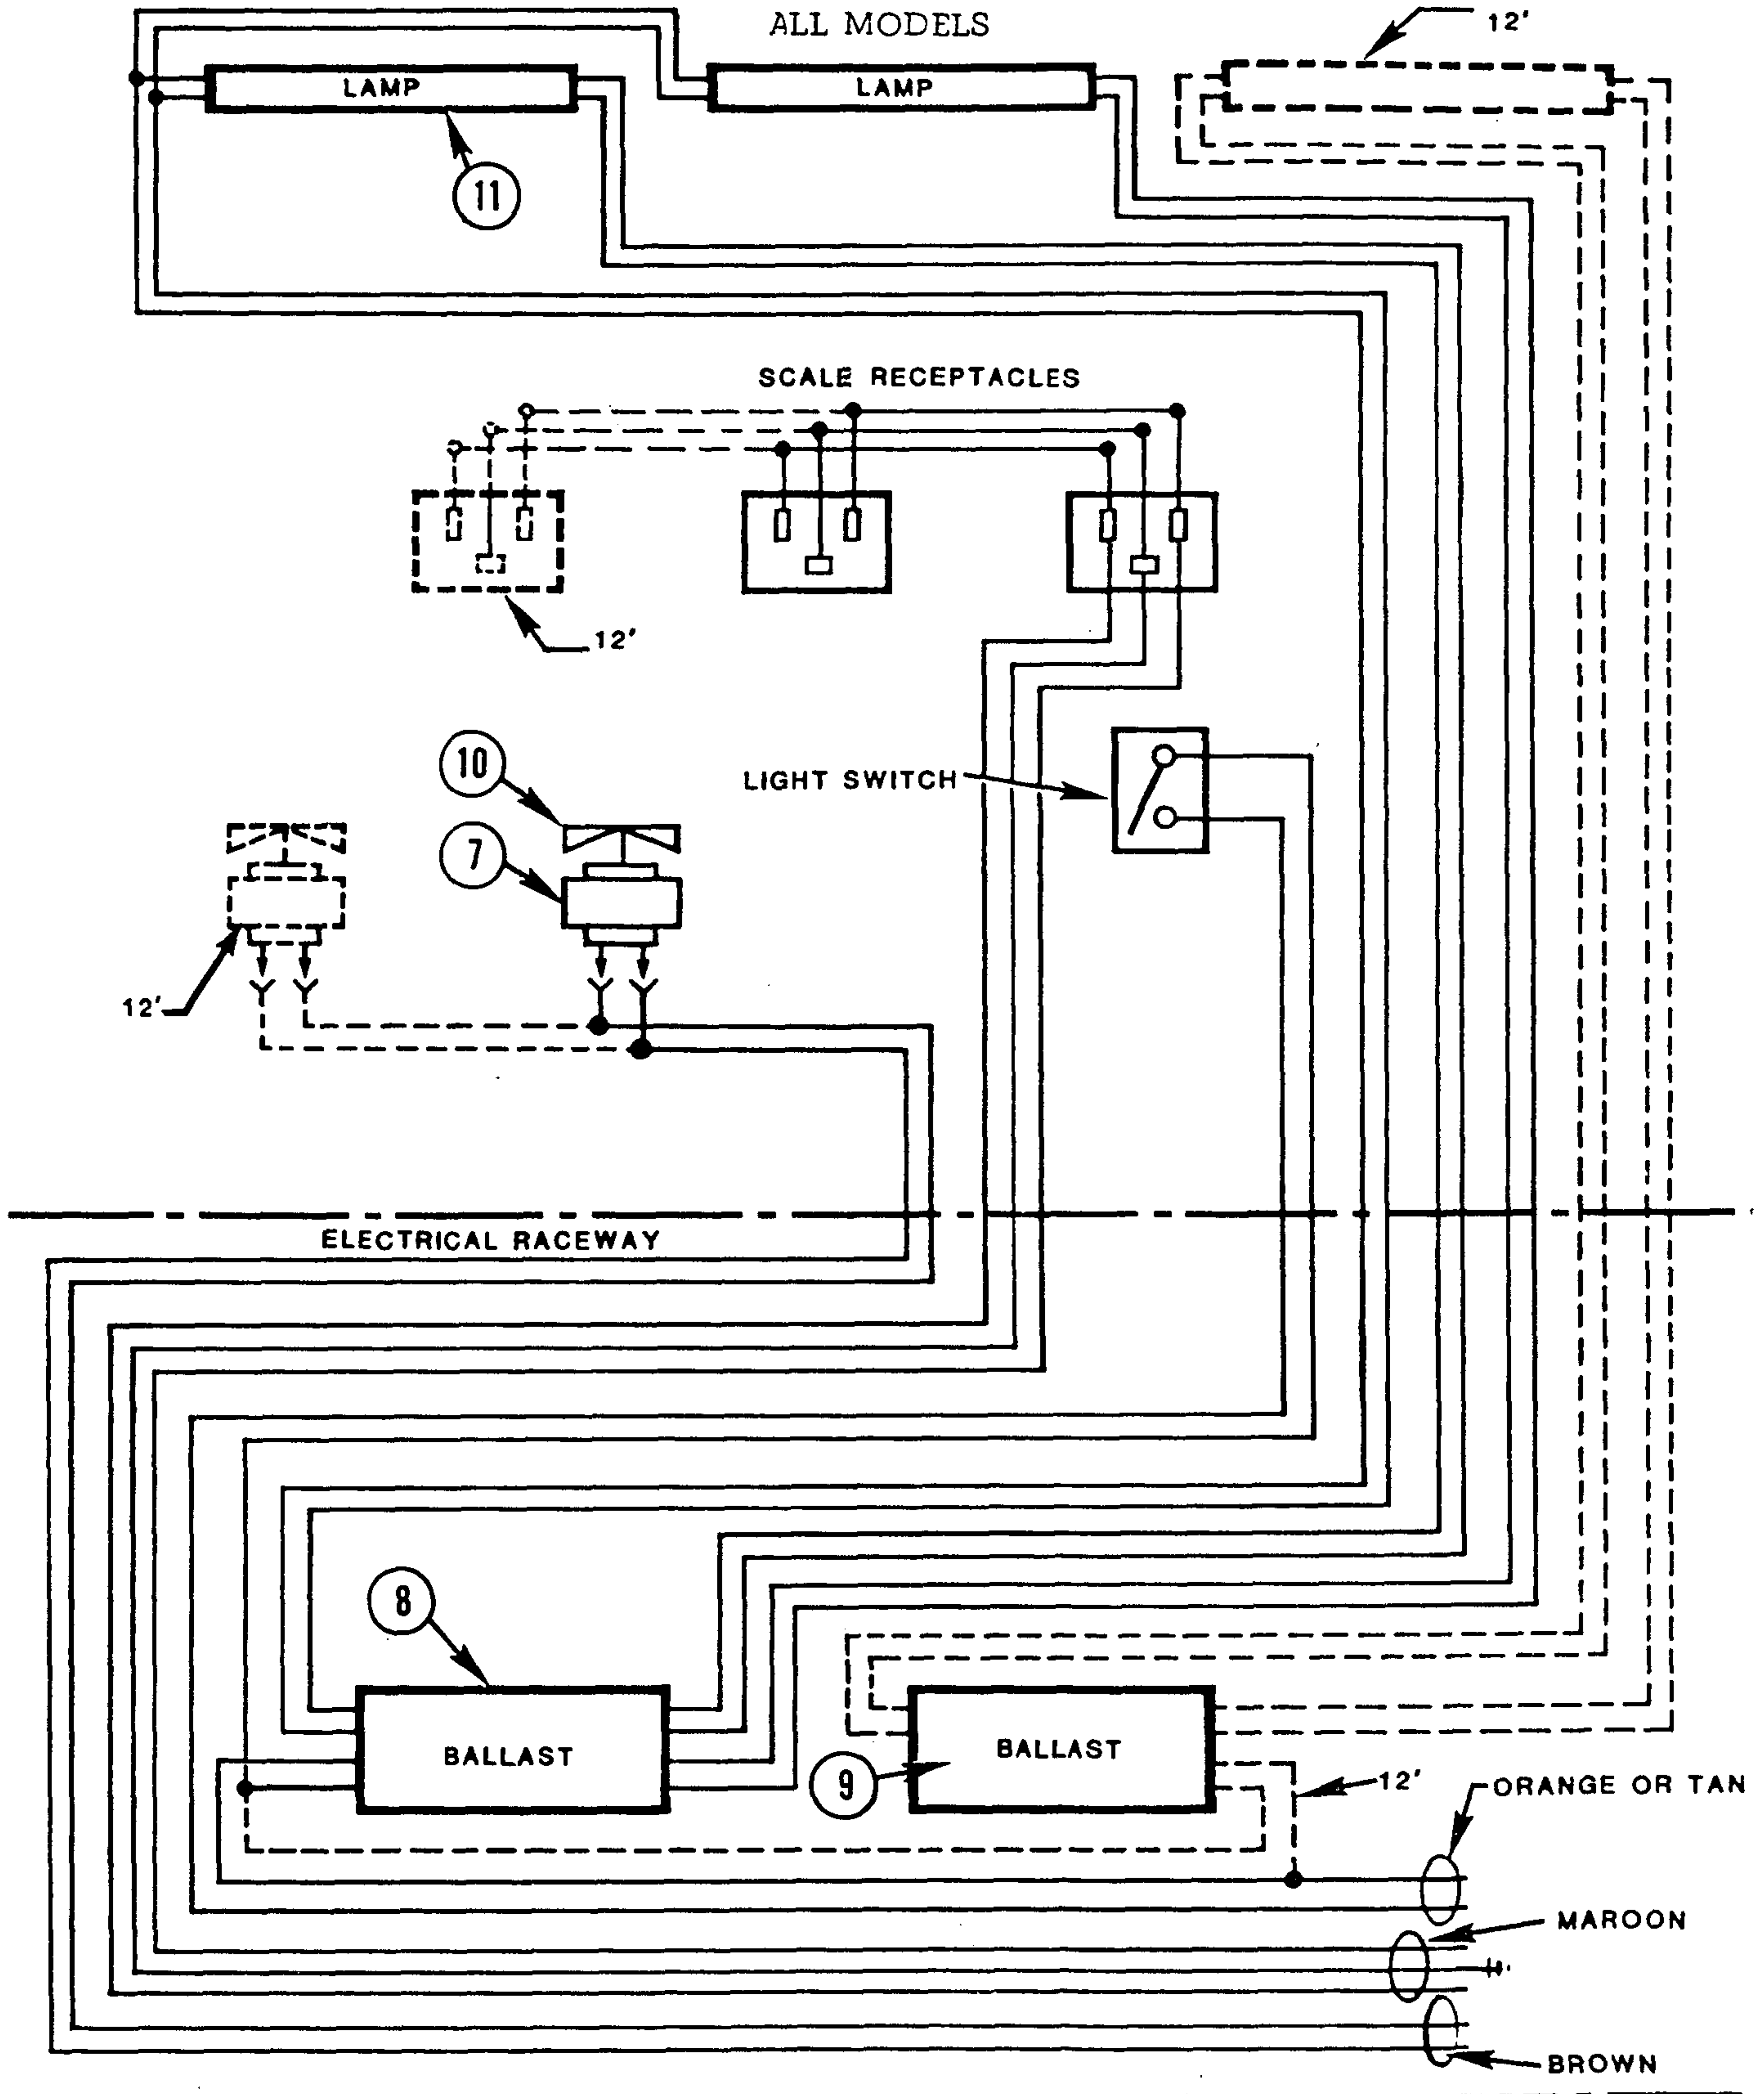 ALL MODELS
12'
LAMP
LAMP
11
SCALE RECEPTACLES
12'
10
LIGHT SWITCH
7
12'
ELECTRICAL RACEWAY
8
BALLAST
BALLAST
9
12'
ORANGE OR TAN
MAROON
BROWN